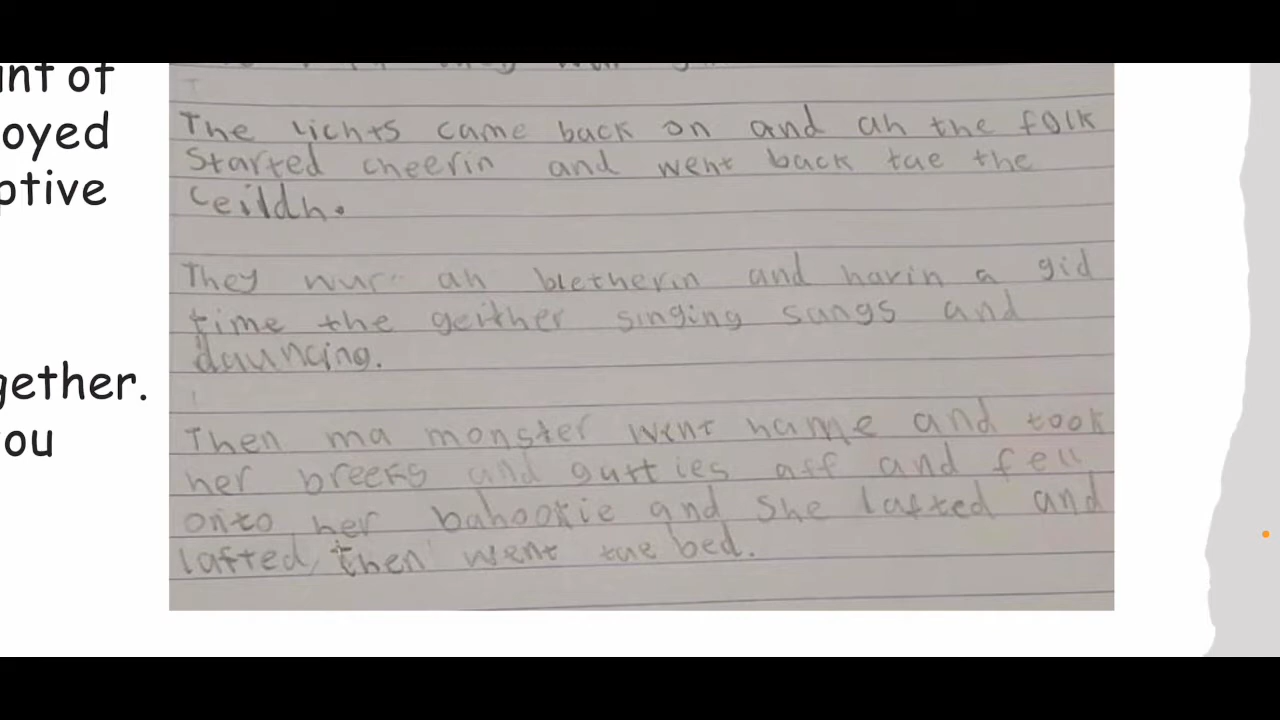 nt of
oyed
ptive
gether.
ou
The lichts came back on and ah the folk
Started cheerin and went back tae the
Ceildh.
They wur ah bletherin and havin a gid
time the geither singing sangs and
dauncing.
Then ma monster went hame and took
her breeks and gutties aff and fell
onto her bahookie and she lafted and
lafted, then went tae bed.